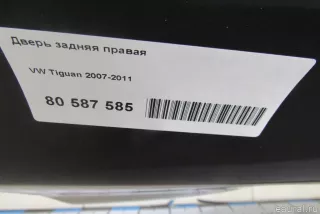 Дверь задняя правая
VW Tiguan 2007-2011
80 587 585